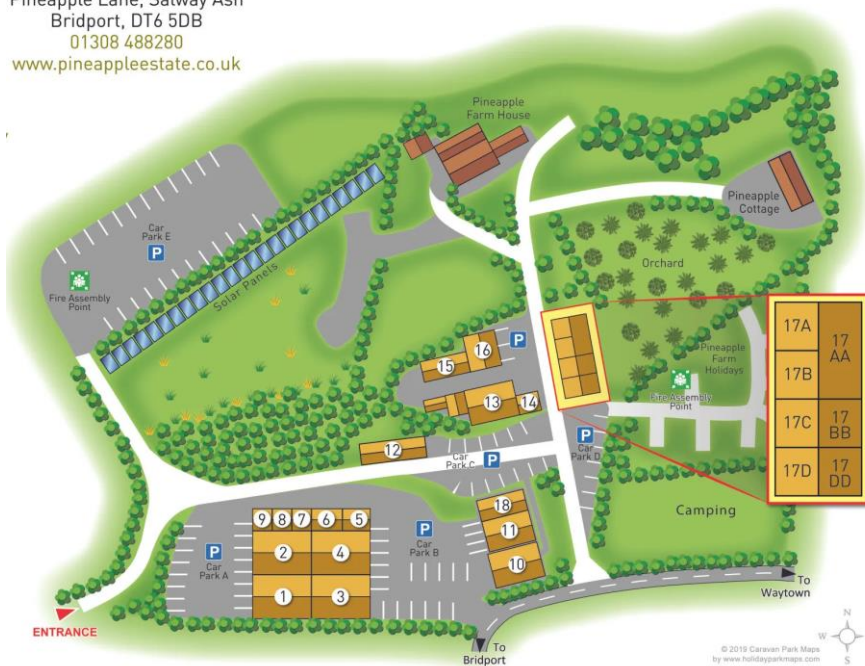 Pineapple Lane, Salway Ash
Bridport, DT6 5DB
01308 488280
www.pineappleestate.co.uk
Pineapple
Farm House
Pineapple
Cottage
Car
Park E
P
Fire Assembly
Point
Solar Panels
Orchard
17A
17B
17C
17D
17
AA
17
BB
17
DD
Pineapple
Farm
Holidays
Fire Assembly
Point
16
15
P
13
14
12
Car
Park C
P
P
Car
Park D
Camping
9
8
7
6
5
2
4
1
3
P
Car
Park A
P
Car
Park B
18
11
10
ENTRANCE
To
Bridport
To
Waytown
N
W
S
© 2019 Caravan Park Maps
by www.holidayparkmaps.com